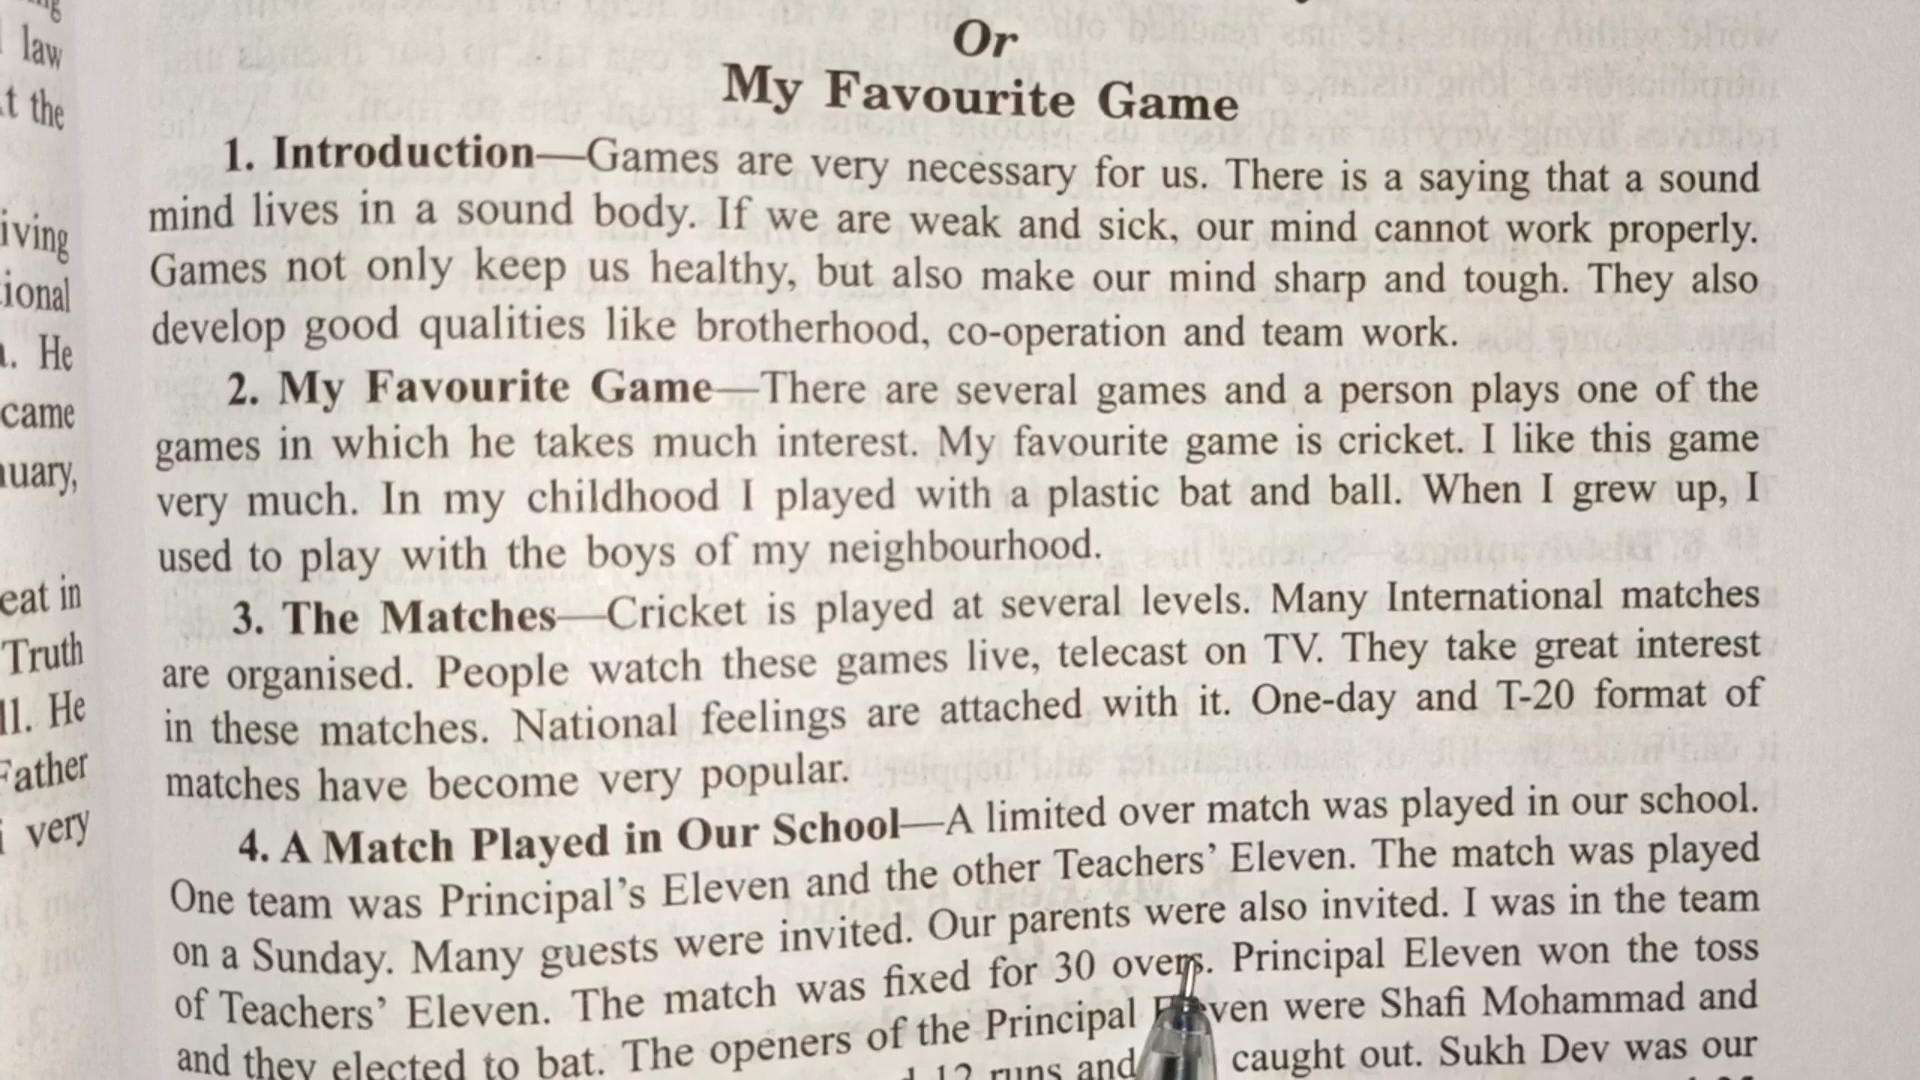 law
t the
iving
ional
. He
came
uary,
eat in
Truth
11. He
Father
very
Or
My Favourite Game
1. Introduction—Games are very necessary for us. There is a saying that a sound
mind lives in a sound body. If we are weak and sick, our mind cannot work properly.
Games not only keep us healthy, but also make our mind sharp and tough. They also
develop good qualities like brotherhood, co-operation and team work.
2. My Favourite Game—There are several games and a person plays one of the
games in which he takes much interest. My favourite game is cricket. I like this game
very much. In my childhood I played with a plastic bat and ball. When I grew up, I
used to play with the boys of my neighbourhood.
3. The Matches—Cricket is played at several levels. Many International matches
are organised. People watch these games live, telecast on TV. They take great interest
in these matches. National feelings are attached with it. One-day and T-20 format of
matches have become very popular.
4. A Match Played in Our School—A limited over match was played in our school.
One team was Principal's Eleven and the other Teachers' Eleven. The match was played
on a Sunday. Many guests were invited. Our parents were also invited. I was in the team
of Teachers' Eleven. The match was fixed for 30 overs. Principal Eleven won the toss
and they elected to bat. The openers of the Principal Eleven were Shafi Mohammad and
12 runs and caught out. Sukh Dev was our